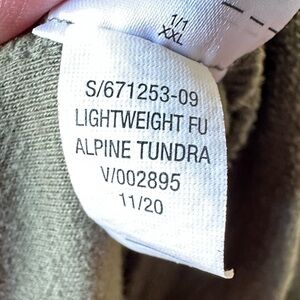 1/1
XXL
S/671253-09
LIGHTWEIGHT FU
ALPINE TUNDRA
V/002895
11/20